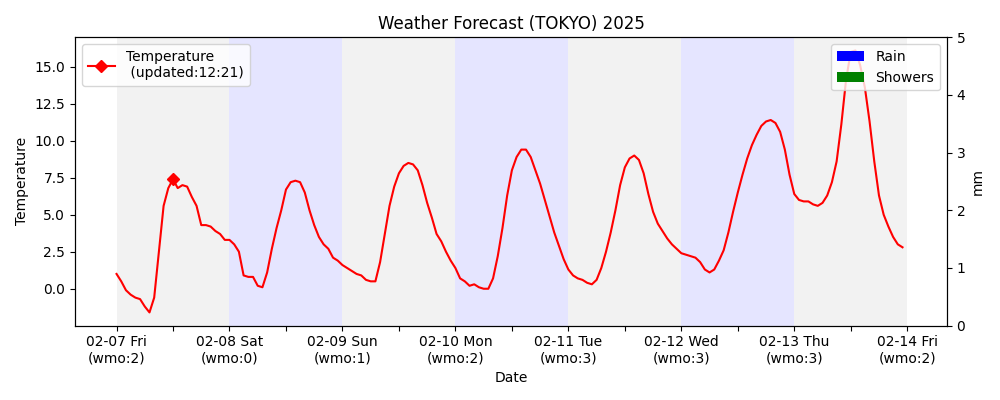 Weather Forecast (TOKYO) 2025
Temperature
(updated:12:21)
Rain
Showers
15.0
12.5
10.0
7.5
5.0
2.5
0.0
Temperature
5
4
3
2
1
0
mm
02-07 Fri
(wmo:2)
02-08 Sat
(wmo:0)
02-09 Sun
(wmo:1)
02-10 Mon
(wmo:2)
02-11 Tue
(wmo:3)
02-12 Wed
(wmo:3)
02-13 Thu
(wmo:3)
02-14 Fri
(wmo:2)
Date